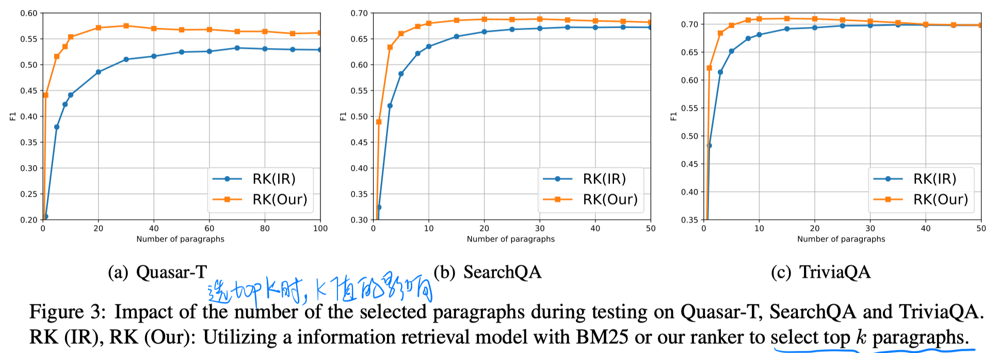 0.60
0.55
0.50
0.45
0.40
0.35
0.30
0.25
0.20
F1
0 20 40 60 80 100
Number of paragraphs
RK(IR)
RK(Our)
(a) Quasar-T
0.70
0.65
0.60
0.55
0.50
0.45
0.40
0.35
0.30
F1
0 10 20 30 40 50
Number of paragraphs
RK(IR)
RK(Our)
(b) SearchQA
0.70
0.65
0.60
0.55
0.50
0.45
0.40
0.35
F1
0 10 20 30 40 50
Number of paragraphs
RK(IR)
RK(Our)
(c) TriviaQA
选top K时, K值的影响
Figure 3: Impact of the number of the selected paragraphs during testing on Quasar-T, SearchQA and TriviaQA.
RK (IR), RK (Our): Utilizing a information retrieval model with BM25 or our ranker to select top k paragraphs.